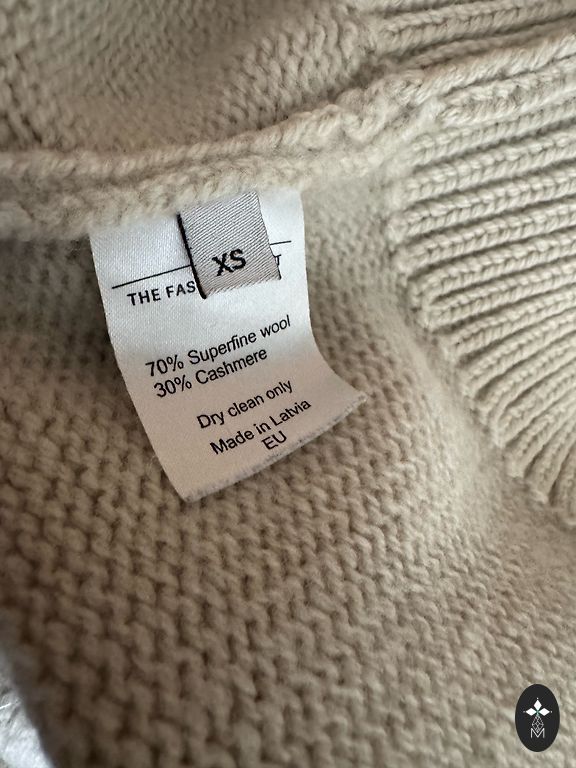 XS
THE FAS
70% Superfine wool
30% Cashmere
Dry clean only
Made in Latvia
EU
M